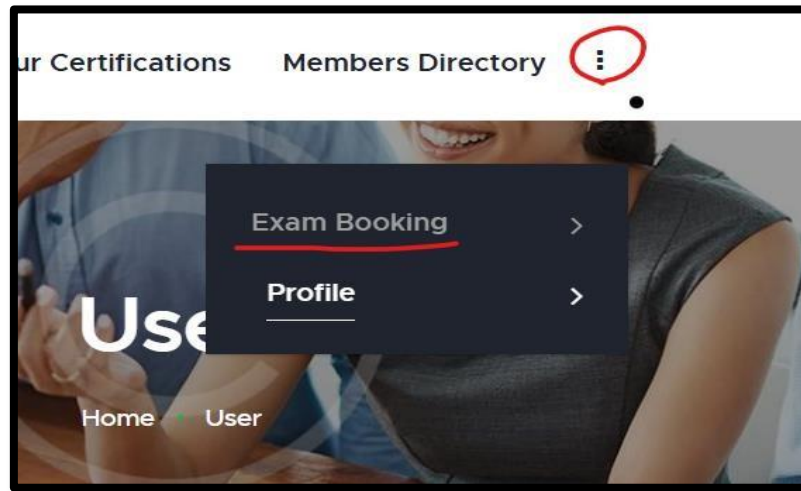 ur Certifications Members Directory
Exam Booking >
Profile >
Use
Home • User